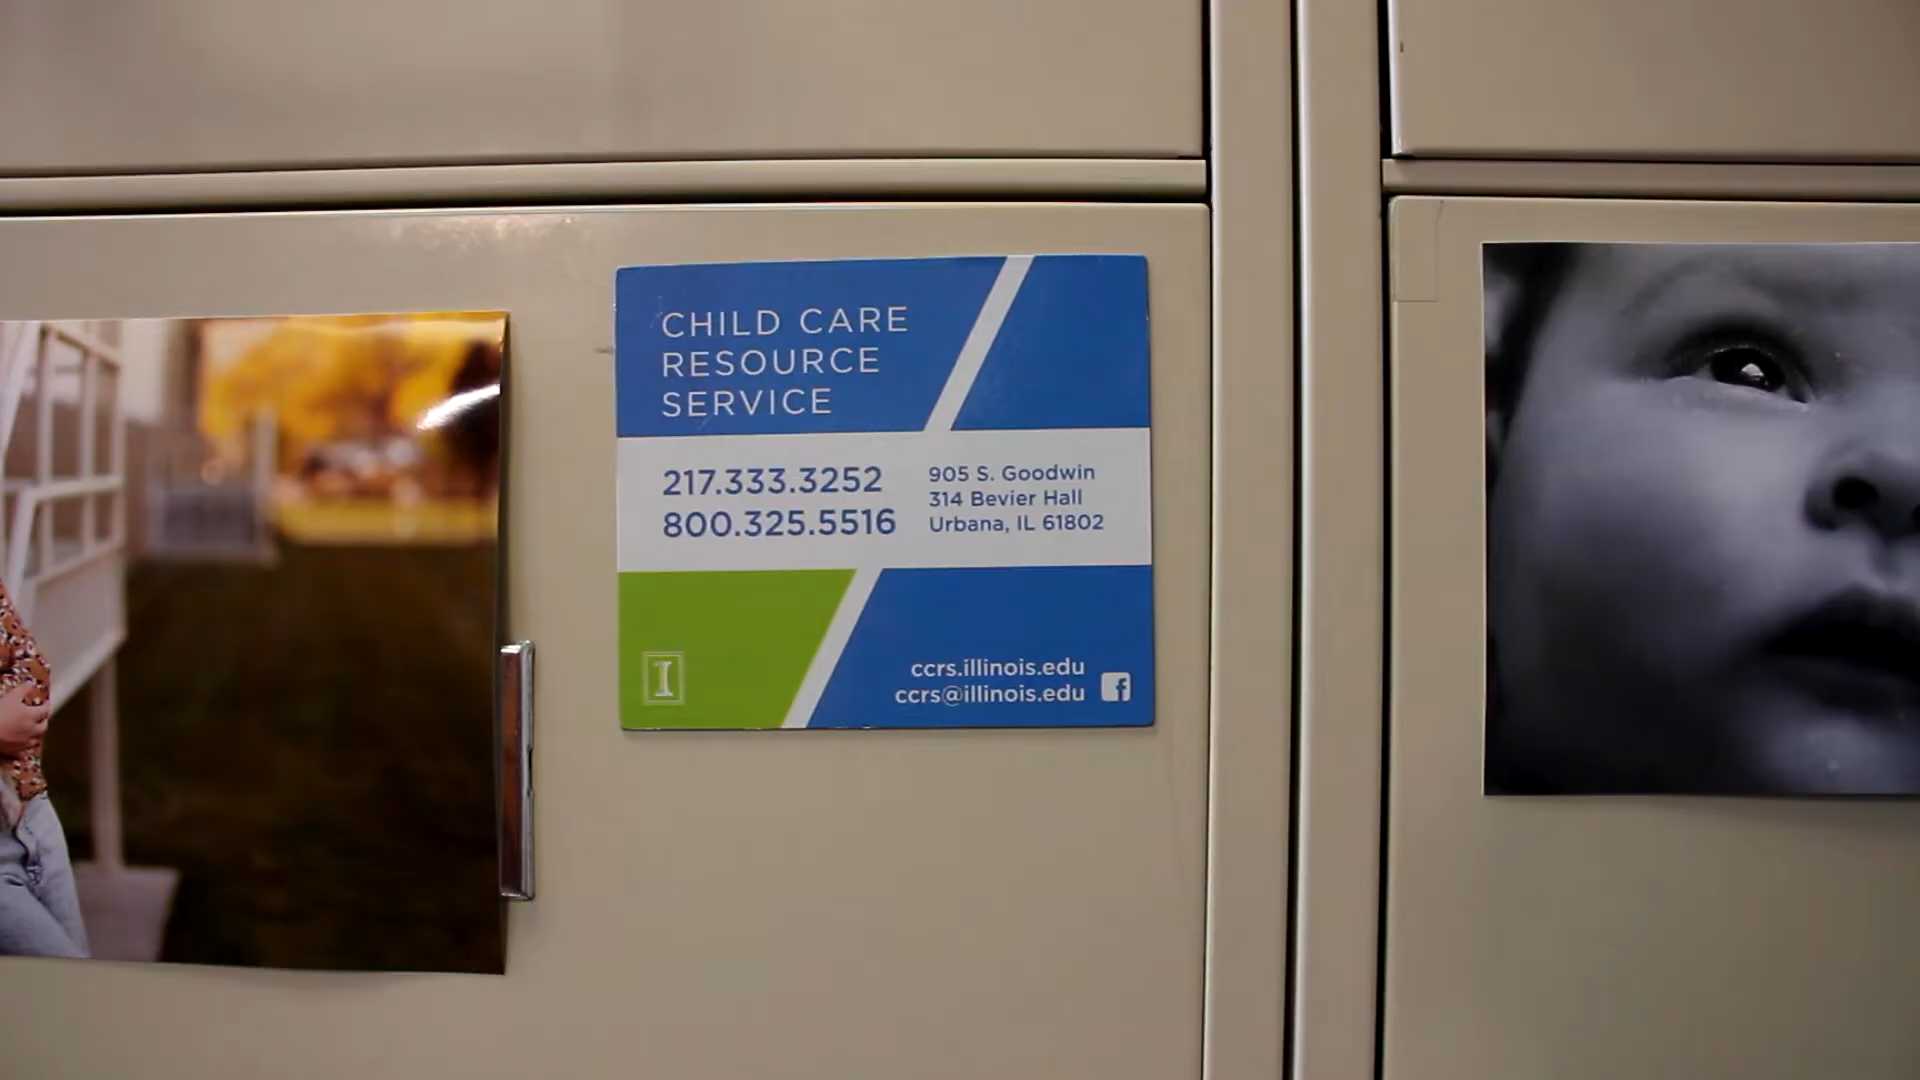 CHILD CARE
RESOURCE
SERVICE
217.333.3252
800.325.5516
905 S. Goodwin
314 Bevier Hall
Urbana, IL 61802
I
ccrs.illinois.edu
ccrs@illinois.edu
f